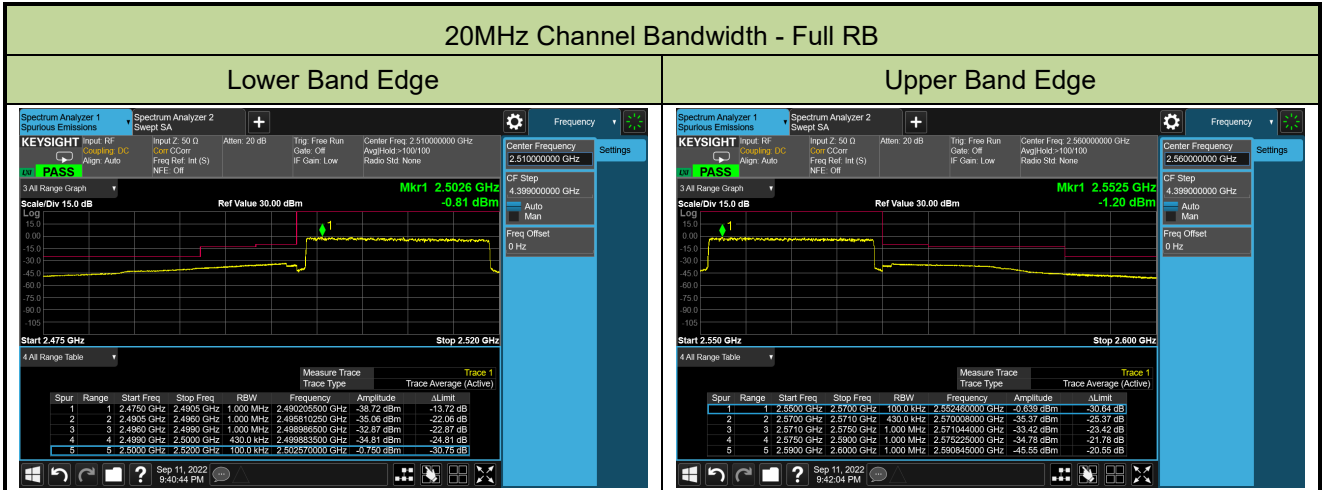 20MHz Channel Bandwidth - Full RB
Lower Band Edge
Upper Band Edge
Spectrum Analyzer 1
Spurious Emissions
Spectrum Analyzer 2
Swept SA
+
Frequency
KEYSIGHT
Input: RF
Coupling: DC
Align: Auto
Input Z: 50 Ω
Corr CCorr
Freq Ref: Int (S)
NFE: Off
Atten: 20 dB
Trig: Free Run
Gate: Off
IF Gain: Low
Center Freq: 2.510000000 GHz
Avg|Hold:>100/100
Radio Std: None
LXI PASS
Center Frequency
2.510000000 GHz
Settings
CF Step
4.399000000 GHz
Auto
Man
Freq Offset
0 Hz
3 All Range Graph
Mkr1 2.5026 GHz
Scale/Div 15.0 dB
Ref Value 30.00 dBm
-0.81 dBm
Log
15.0
0.00
-15.0
-30.0
-45.0
-60.0
-75.0
-90.0
-105
1
Start 2.475 GHz
Stop 2.520 GHz
4 All Range Table
Measure Trace Trace 1
Trace Type Trace Average (Active)
Spur Range Start Freq Stop Freq RBW Frequency Amplitude ΔLimit
1 1 2.4750 GHz 2.4905 GHz 1.000 MHz 2.490205500 GHz -38.72 dBm -13.72 dB
2 2 2.4905 GHz 2.4960 GHz 1.000 MHz 2.495810250 GHz -35.06 dBm -22.06 dB
3 3 2.4960 GHz 2.4990 GHz 1.000 MHz 2.498986500 GHz -32.87 dBm -22.87 dB
4 4 2.4990 GHz 2.5000 GHz 430.0 kHz 2.499883500 GHz -34.81 dBm -24.81 dB
5 5 2.5000 GHz 2.5200 GHz 100.0 kHz 2.502570000 GHz -0.750 dBm -30.75 dB
?
Sep 11, 2022
9:40:44 PM
Spectrum Analyzer 1
Spurious Emissions
Spectrum Analyzer 2
Swept SA
+
Frequency
KEYSIGHT
Input: RF
Coupling: DC
Align: Auto
Input Z: 50 Ω
Corr CCorr
Freq Ref: Int (S)
NFE: Off
Atten: 20 dB
Trig: Free Run
Gate: Off
IF Gain: Low
Center Freq: 2.560000000 GHz
Avg|Hold:>100/100
Radio Std: None
LXI PASS
Center Frequency
2.560000000 GHz
Settings
CF Step
4.399000000 GHz
Auto
Man
Freq Offset
0 Hz
3 All Range Graph
Mkr1 2.5525 GHz
Scale/Div 15.0 dB
Ref Value 30.00 dBm
-1.20 dBm
Log
15.0
0.00
-15.0
-30.0
-45.0
-60.0
-75.0
-90.0
-105
1
Start 2.550 GHz
Stop 2.600 GHz
4 All Range Table
Measure Trace Trace 1
Trace Type Trace Average (Active)
Spur Range Start Freq Stop Freq RBW Frequency Amplitude ΔLimit
1 1 2.5500 GHz 2.5700 GHz 100.0 kHz 2.552460000 GHz -0.639 dBm -30.64 dB
2 2 2.5700 GHz 2.5710 GHz 430.0 kHz 2.570008000 GHz -35.37 dBm -25.37 dB
3 3 2.5710 GHz 2.5750 GHz 1.000 MHz 2.571044000 GHz -33.42 dBm -23.42 dB
4 4 2.5750 GHz 2.5900 GHz 1.000 MHz 2.575225000 GHz -34.78 dBm -21.78 dB
5 5 2.5900 GHz 2.6000 GHz 1.000 MHz 2.590845000 GHz -45.55 dBm -20.55 dB
?
Sep 11, 2022
9:42:04 PM